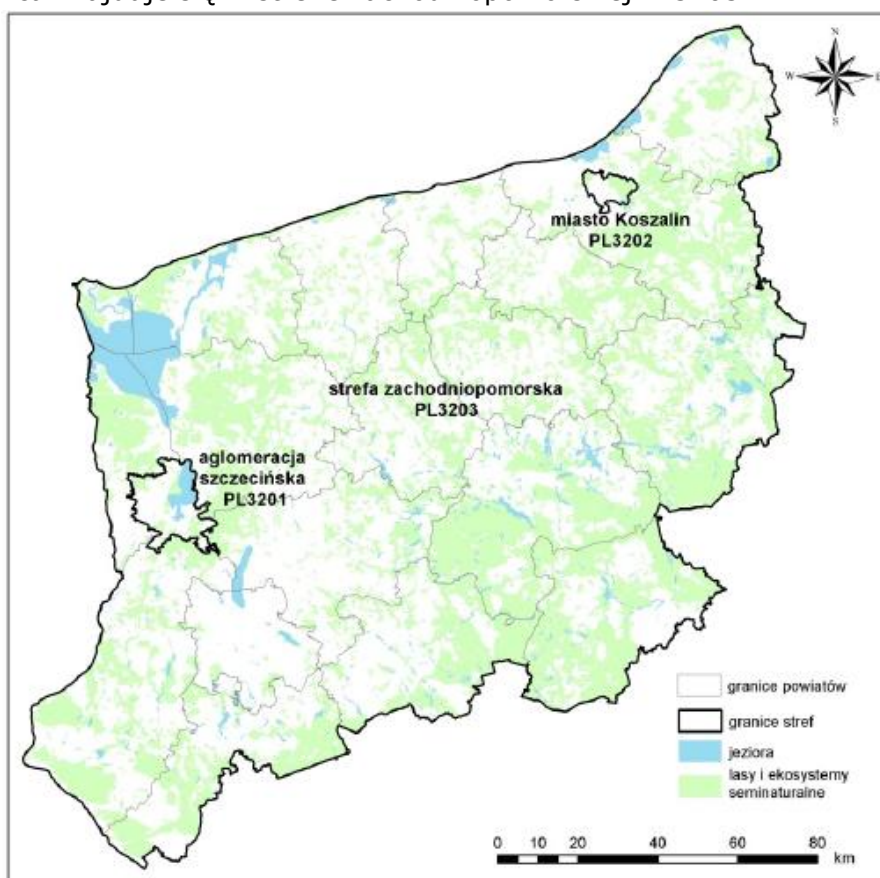 N
W E
S
miasto Koszalin
PL3202
strefa zachodniopomorska
PL3203
aglomeracja
szczecińska
PL3201
granice powiatów
granice stref
jeziora
lasy i ekosystemy
seminaturalne
0 10 20 40 60 80
km